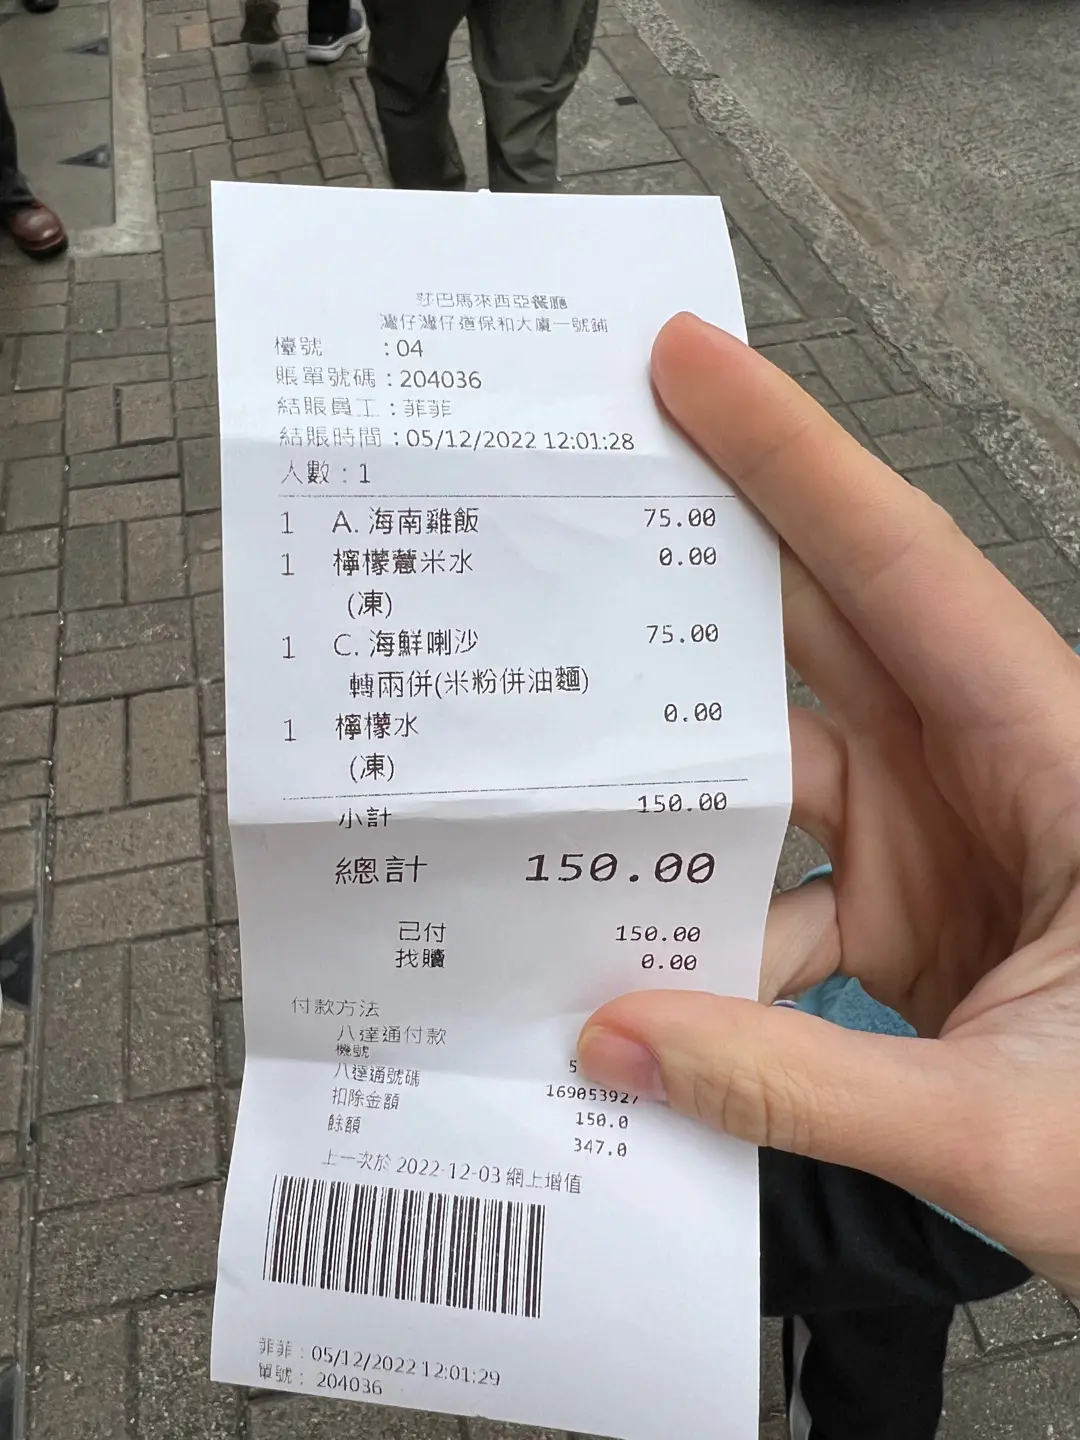 莎巴馬來西亞餐廳
灣仔灣仔道保和大廈一號鋪
檯號 : 04
賬單號碼 : 204036
結賬員工 : 菲菲
結賬時間 : 05/12/2022 12:01:28
人數 : 1
1 A. 海南雞飯 75.00
1 檸檬薏米水 0.00
(凍)
1 C. 海鮮喇沙 75.00
轉兩併(米粉併油麵)
1 檸檬水 0.00
(凍)
小計 150.00
總計 150.00
已付 150.00
找贖 0.00
付款方法
八達通付款
機號 5
八達通號碼 169053927
扣除金額 150.0
餘額 347.0
上一次於 2022-12-03 網上增值
菲菲 : 05/12/2022 12:01:29
單號 : 204036